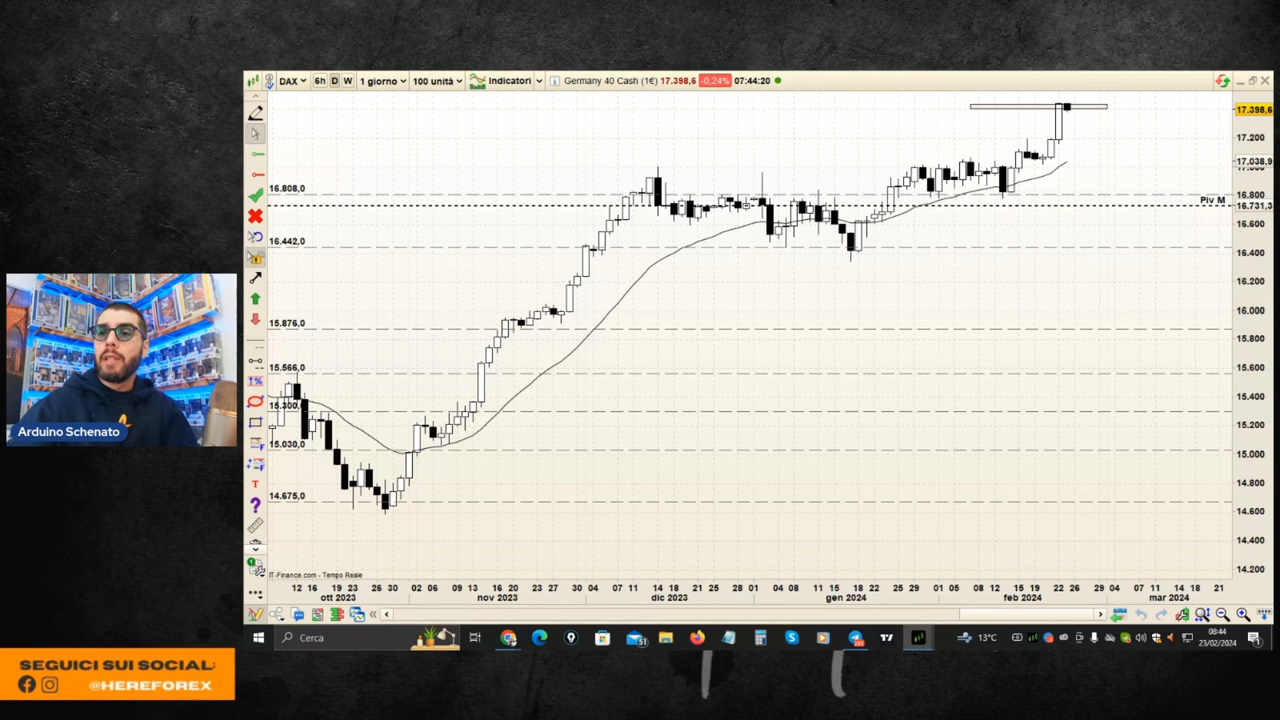 DAX 6h D W 1 giorno 100 unità Indicatori Germany 40 Cash (1€) 17.398,6 -0,24% 07:44:20
17.398,6
17.200
17.038,9
16.808,0
16.800
Piv M
16.731,3
16.600
16.442,0
16.400
16.200
16.000
15.876,0
15.800
15.566,0
15.600
15.400
15.300,0
15.200
15.030,0
15.000
14.800
14.675,0
14.600
14.400
14.200
IT-Finance.com - Tempo Reale
12 16 19 23 26 30 02 06 09 13 16 20 23 27 30 04 07 11 14 18 21 25 28 01 04 08 11 15 18 22 25 29 01 05 08 12 15 19 22 26 29 04 07 11 14 18 21
ott 2023 nov 2023 dic 2023 gen 2024 feb 2024 mar 2024
Arduino Schenato
Cerca
13°C
08:44
23/02/2024
SEGUICI SUI SOCIAL:
@HEREFOREX